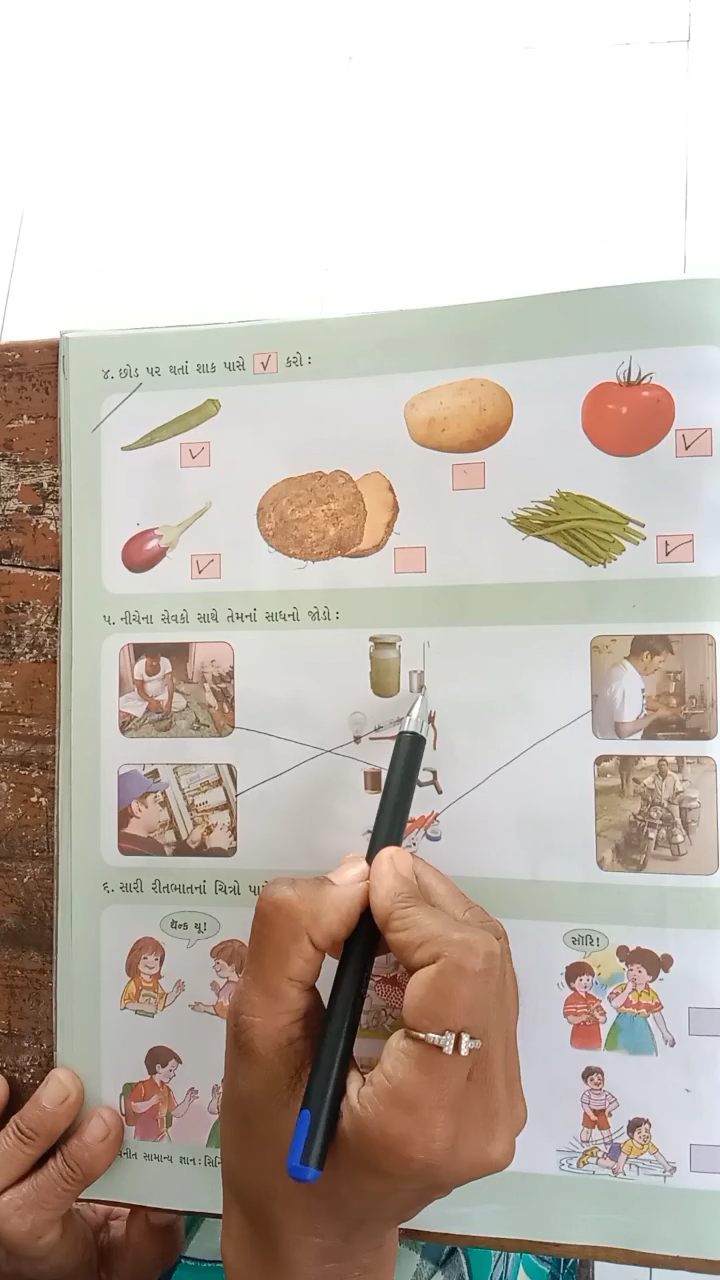 ૪. છોડ પર થતાં શાક પાસે √ કરો :
૫. નીચેના સેવકો સાથે તેમનાં સાધનો જોડો :
૬. સારી રીતભાતનાં ચિત્રો
થૅન્ક યૂ!
સૉરિ!
સામાન્ય જ્ઞાન :